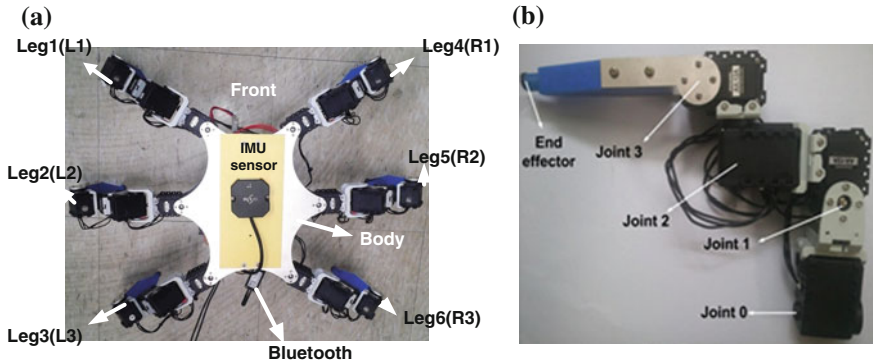 (a)
Leg1(L1)
Leg4(R1)
Front
IMU
sensor
Leg2(L2)
Leg5(R2)
Body
Leg3(L3)
Leg6(R3)
Bluetooth
(b)
End
effector
Joint 3
Joint 2
Joint 1
Joint 0